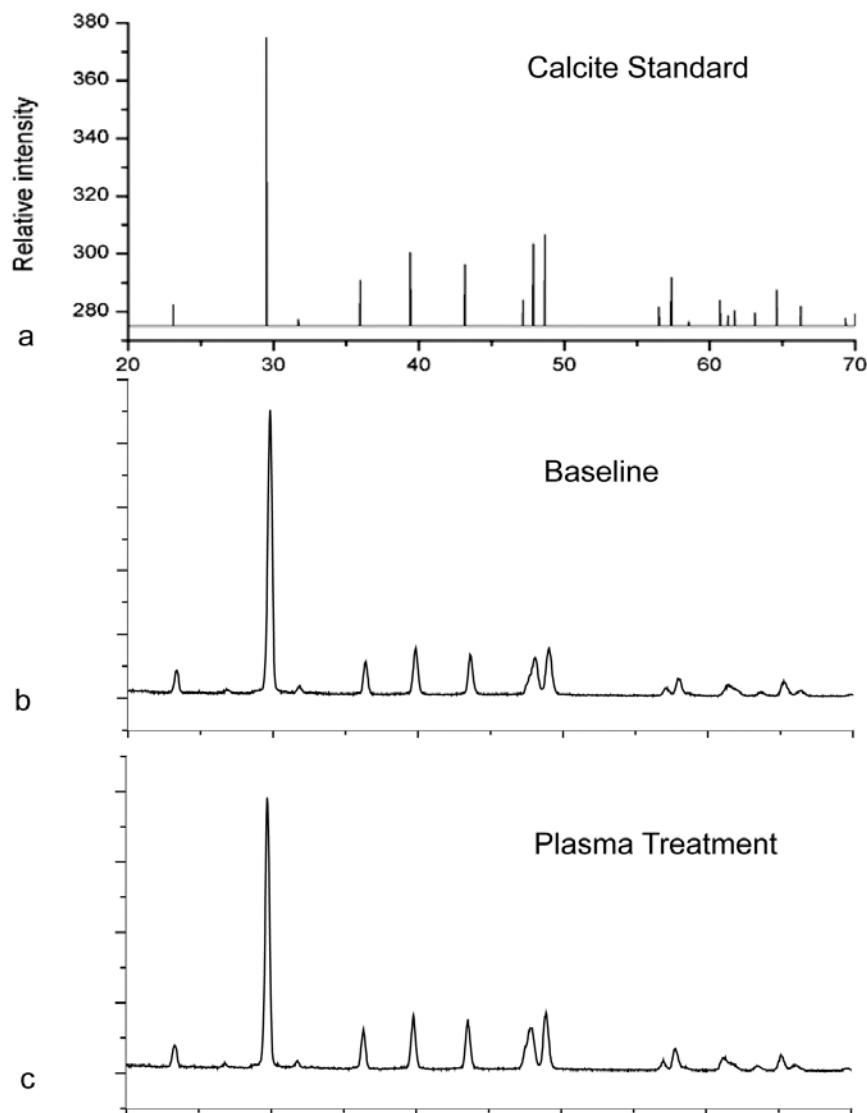 380
360
340
320
300
280
Relative intensity
Calcite Standard
a
20 30 40 50 60 70
Baseline
b
Plasma Treatment
c